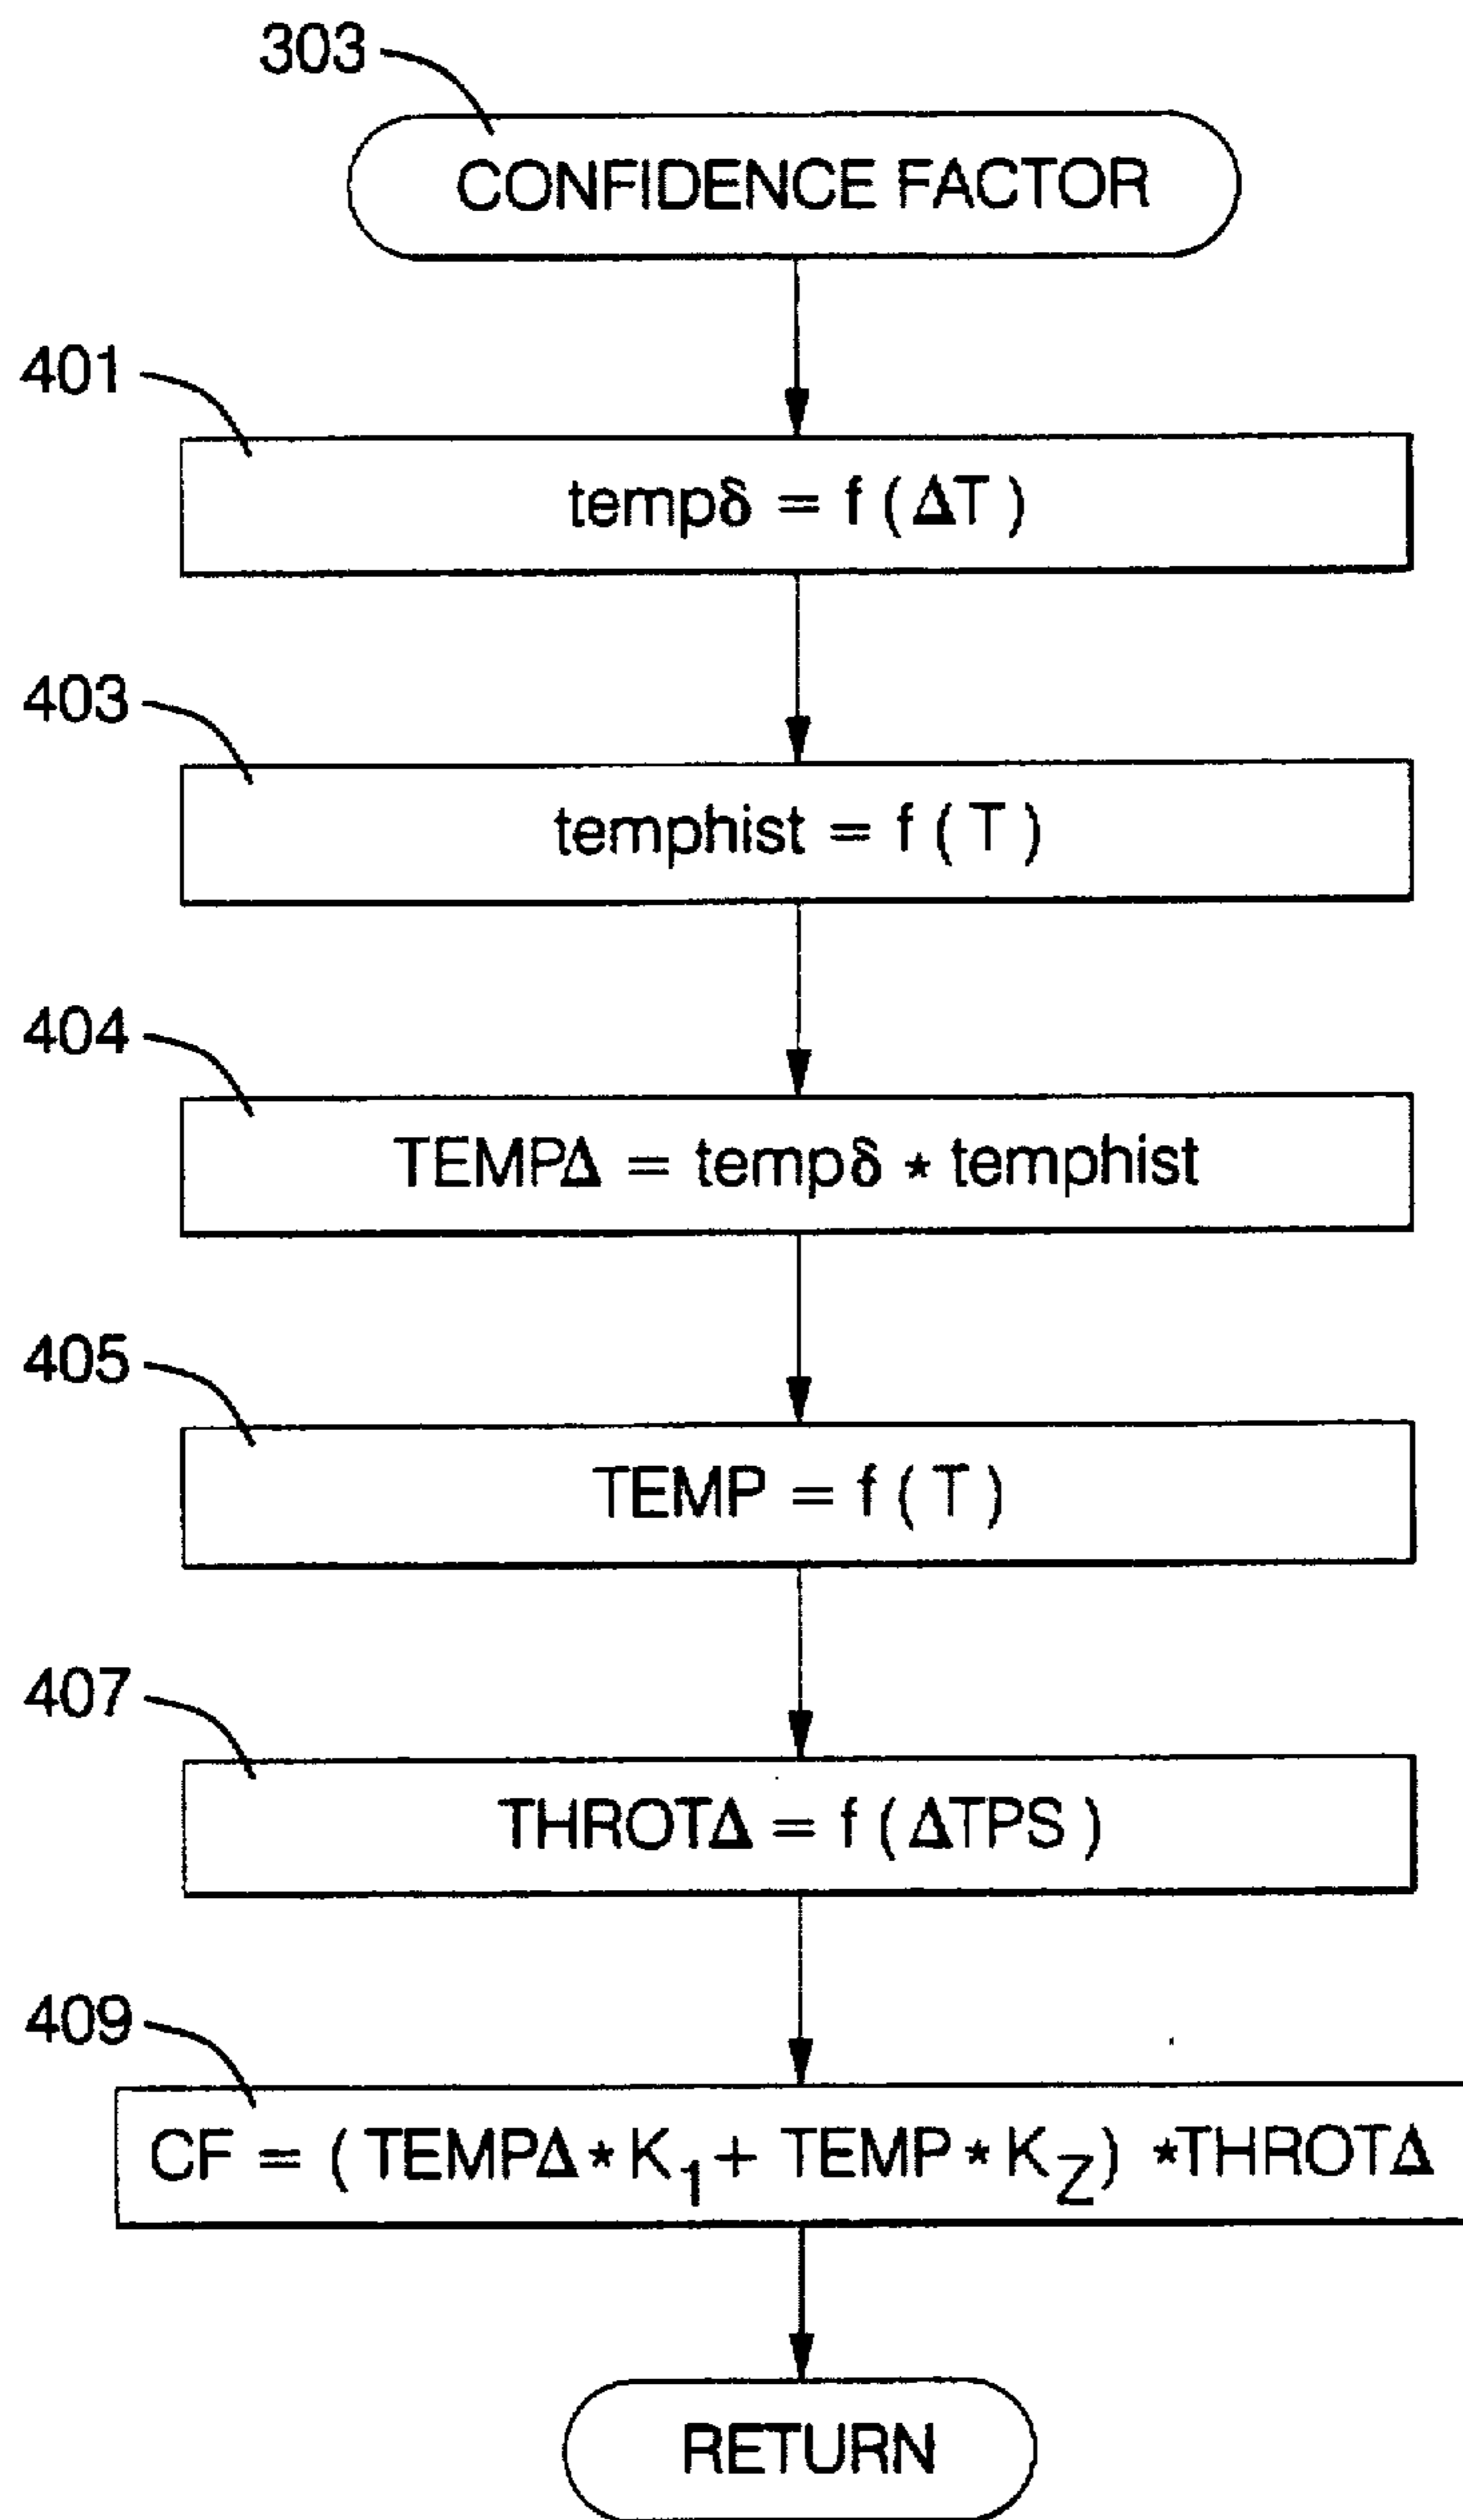 303
CONFIDENCE FACTOR
401
tempδ = f ( ΔT )
403
temphist = f ( T )
404
TEMPΔ = tempδ * temphist
405
TEMP = f ( T )
407
THROTΔ = f ( ΔTPS )
409
CF = ( TEMPΔ * K₁ + TEMP * K_Z ) * THROTΔ
RETURN